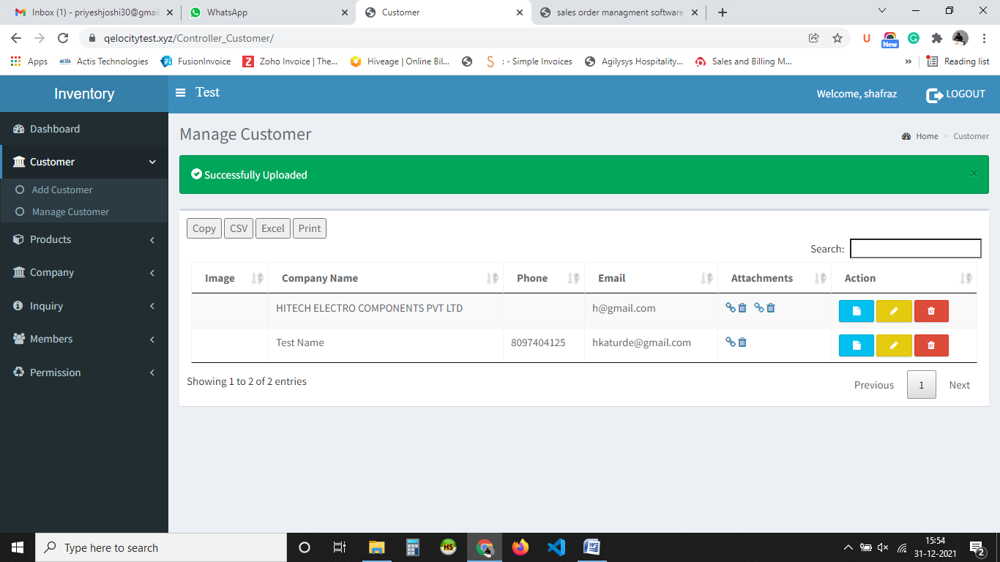 Inbox (1) - priyeshjoshi30@gmai
WhatsApp
Customer
sales order managment software
qelocitytest.xyz/Controller_Customer/
U
New
G
Apps
actis Actis Technologies
FusionInvoice
Z Zoho Invoice | The...
Hiveage | Online Bil...
S : - Simple Invoices
Agilysys Hospitality...
Sales and Billing M...
»
Reading list
Inventory
Test
Welcome, shafraz
LOGOUT
Dashboard
Customer
Add Customer
Manage Customer
Products
Company
Inquiry
Members
Permission
Manage Customer
Home > Customer
Successfully Uploaded ×
Copy CSV Excel Print
Search:
Image Company Name Phone Email Attachments Action
HITECH ELECTRO COMPONENTS PVT LTD h@gmail.com
Test Name 8097404125 hkaturde@gmail.com
Showing 1 to 2 of 2 entries
Previous 1 Next
Type here to search
HS
W
15:54
31-12-2021
2